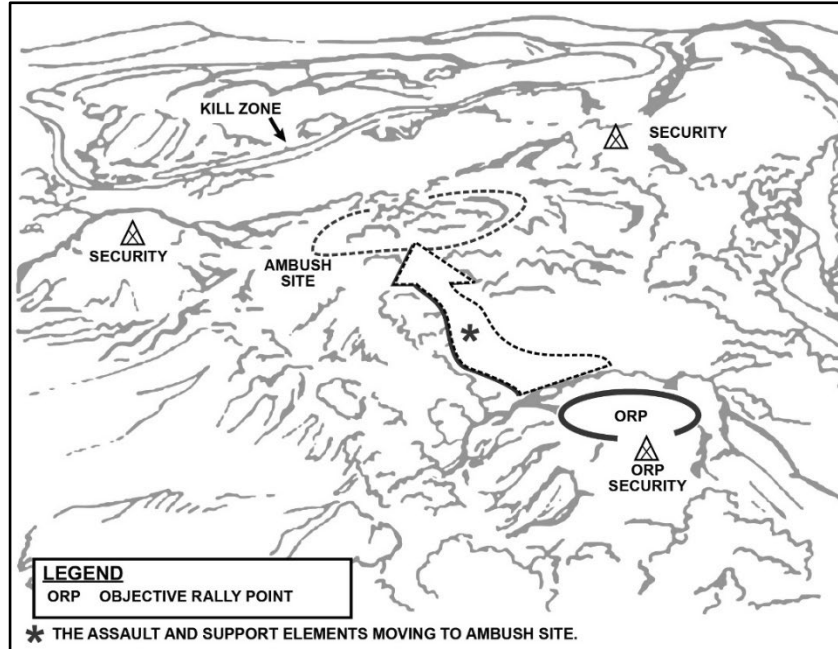 KILL ZONE
SECURITY
SECURITY
AMBUSH
SITE
*
ORP
ORP
SECURITY
LEGEND
ORP OBJECTIVE RALLY POINT
* THE ASSAULT AND SUPPORT ELEMENTS MOVING TO AMBUSH SITE.